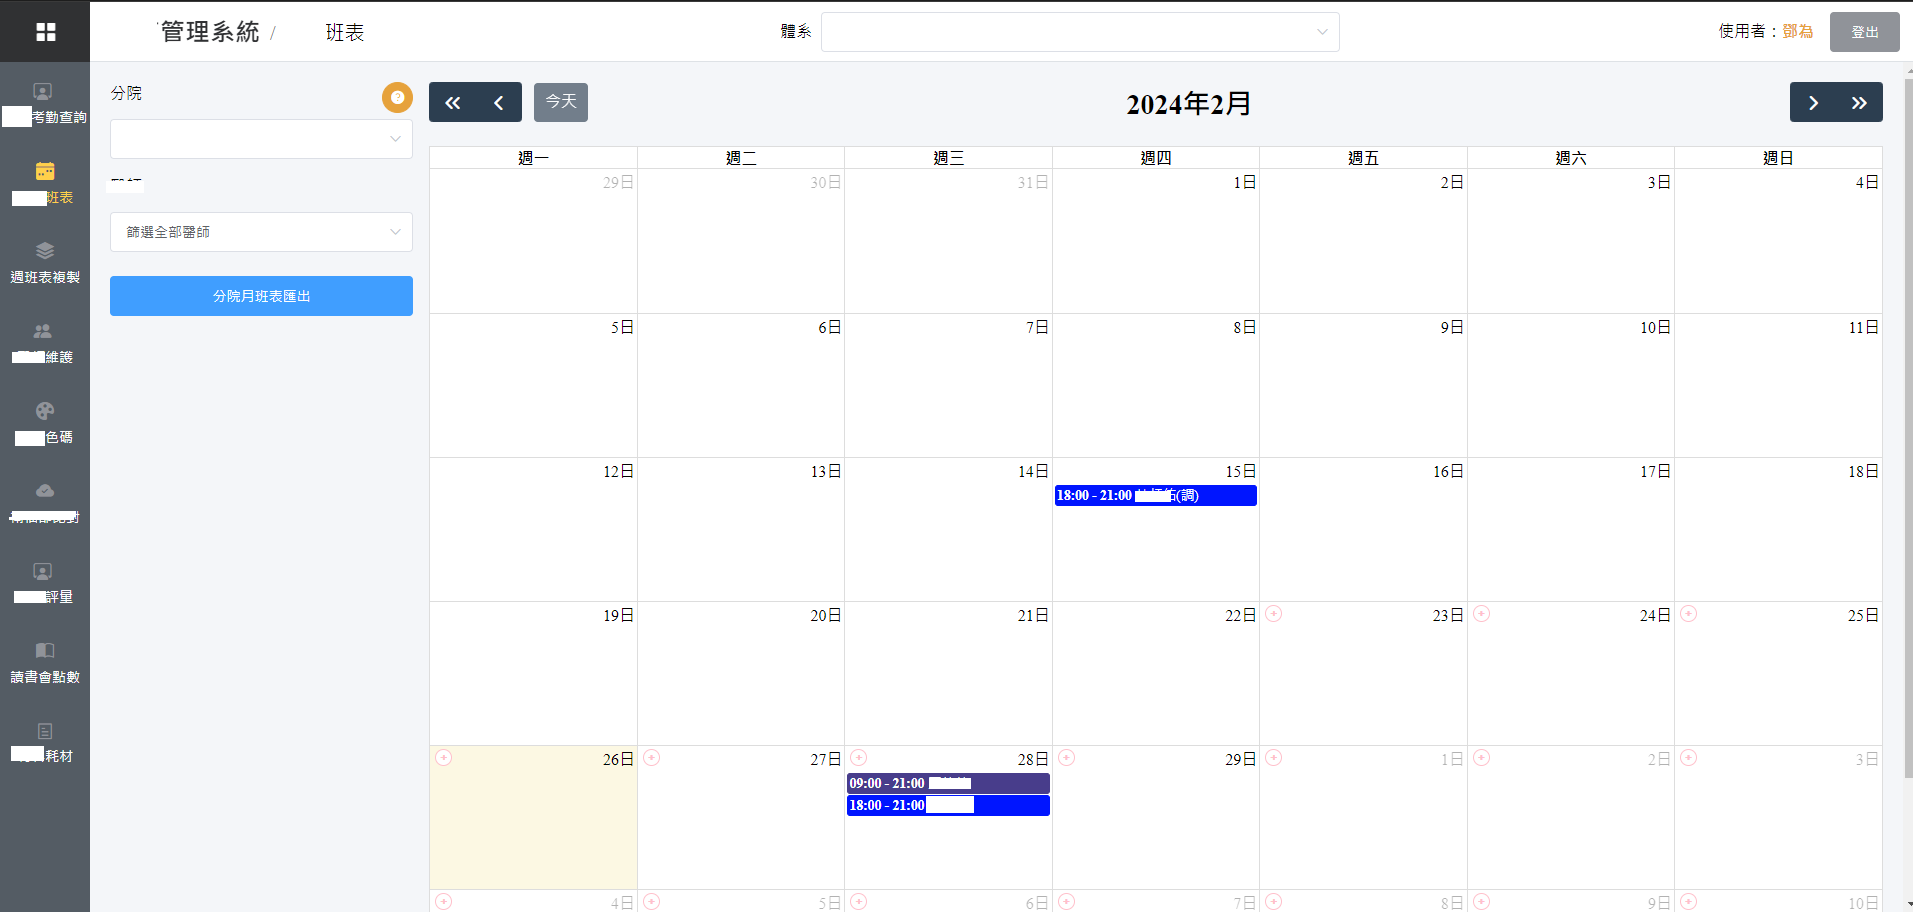 管理系統 / 班表
體系
使用者：鄧為
登出
考勤查詢
班表
週班表複製
維護
色碼
評量
讀書會點數
耗材
分院
篩選全部醫師
分院月班表匯出
今天
2024年2月
週一 週二 週三 週四 週五 週六 週日
29日 30日 31日 1日 2日 3日 4日
5日 6日 7日 8日 9日 10日 11日
12日 13日 14日 15日 16日 17日 18日
18:00 - 21:00 佑(調)
19日 20日 21日 22日 23日 24日 25日
26日 27日 28日 29日 1日 2日 3日
09:00 - 21:00
18:00 - 21:00
4日 5日 6日 7日 8日 9日 10日